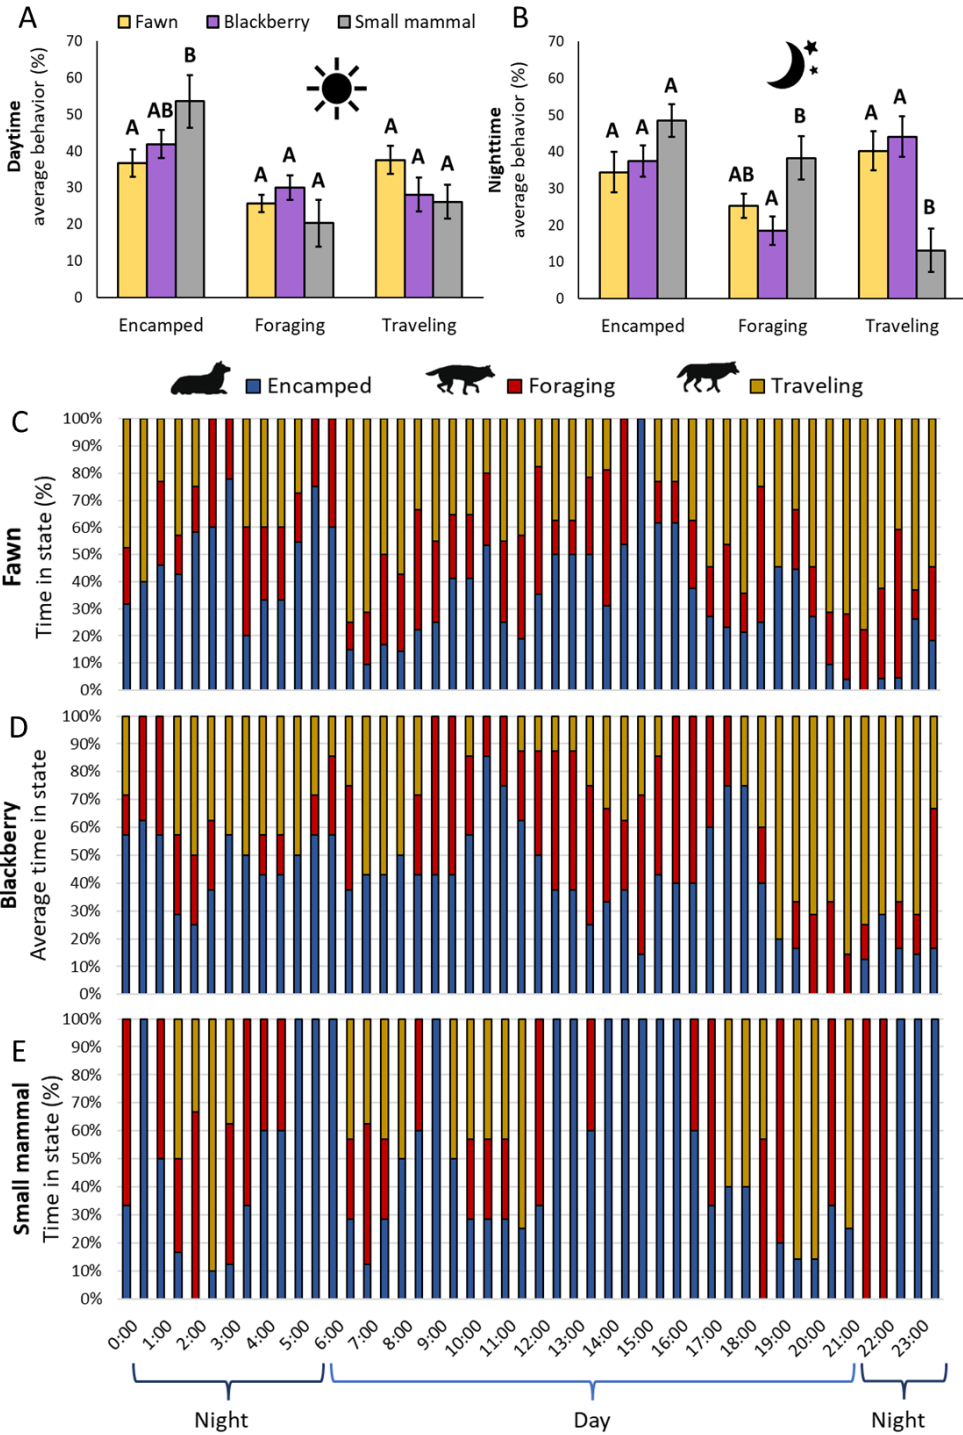 A
Fawn
Blackberry
Small mammal
B
Daytime
average behavior (%)
70
60
50
40
30
20
10
0
A
AB
B
A
A
A
A
A
A
Encamped
Foraging
Traveling
Nighttime
average behavior (%)
70
60
50
40
30
20
10
0
A
A
A
AB
A
B
A
A
B
Encamped
Foraging
Traveling
Encamped
Foraging
Traveling
C
Fawn
Time in state (%)
100%
90%
80%
70%
60%
50%
40%
30%
20%
10%
0%
D
Blackberry
Average time in state
100%
90%
80%
70%
60%
50%
40%
30%
20%
10%
0%
E
Small mammal
Time in state (%)
100%
90%
80%
70%
60%
50%
40%
30%
20%
10%
0%
0:00
1:00
2:00
3:00
4:00
5:00
6:00
7:00
8:00
9:00
10:00
11:00
12:00
13:00
14:00
15:00
16:00
17:00
18:00
19:00
20:00
21:00
22:00
23:00
Night
Day
Night